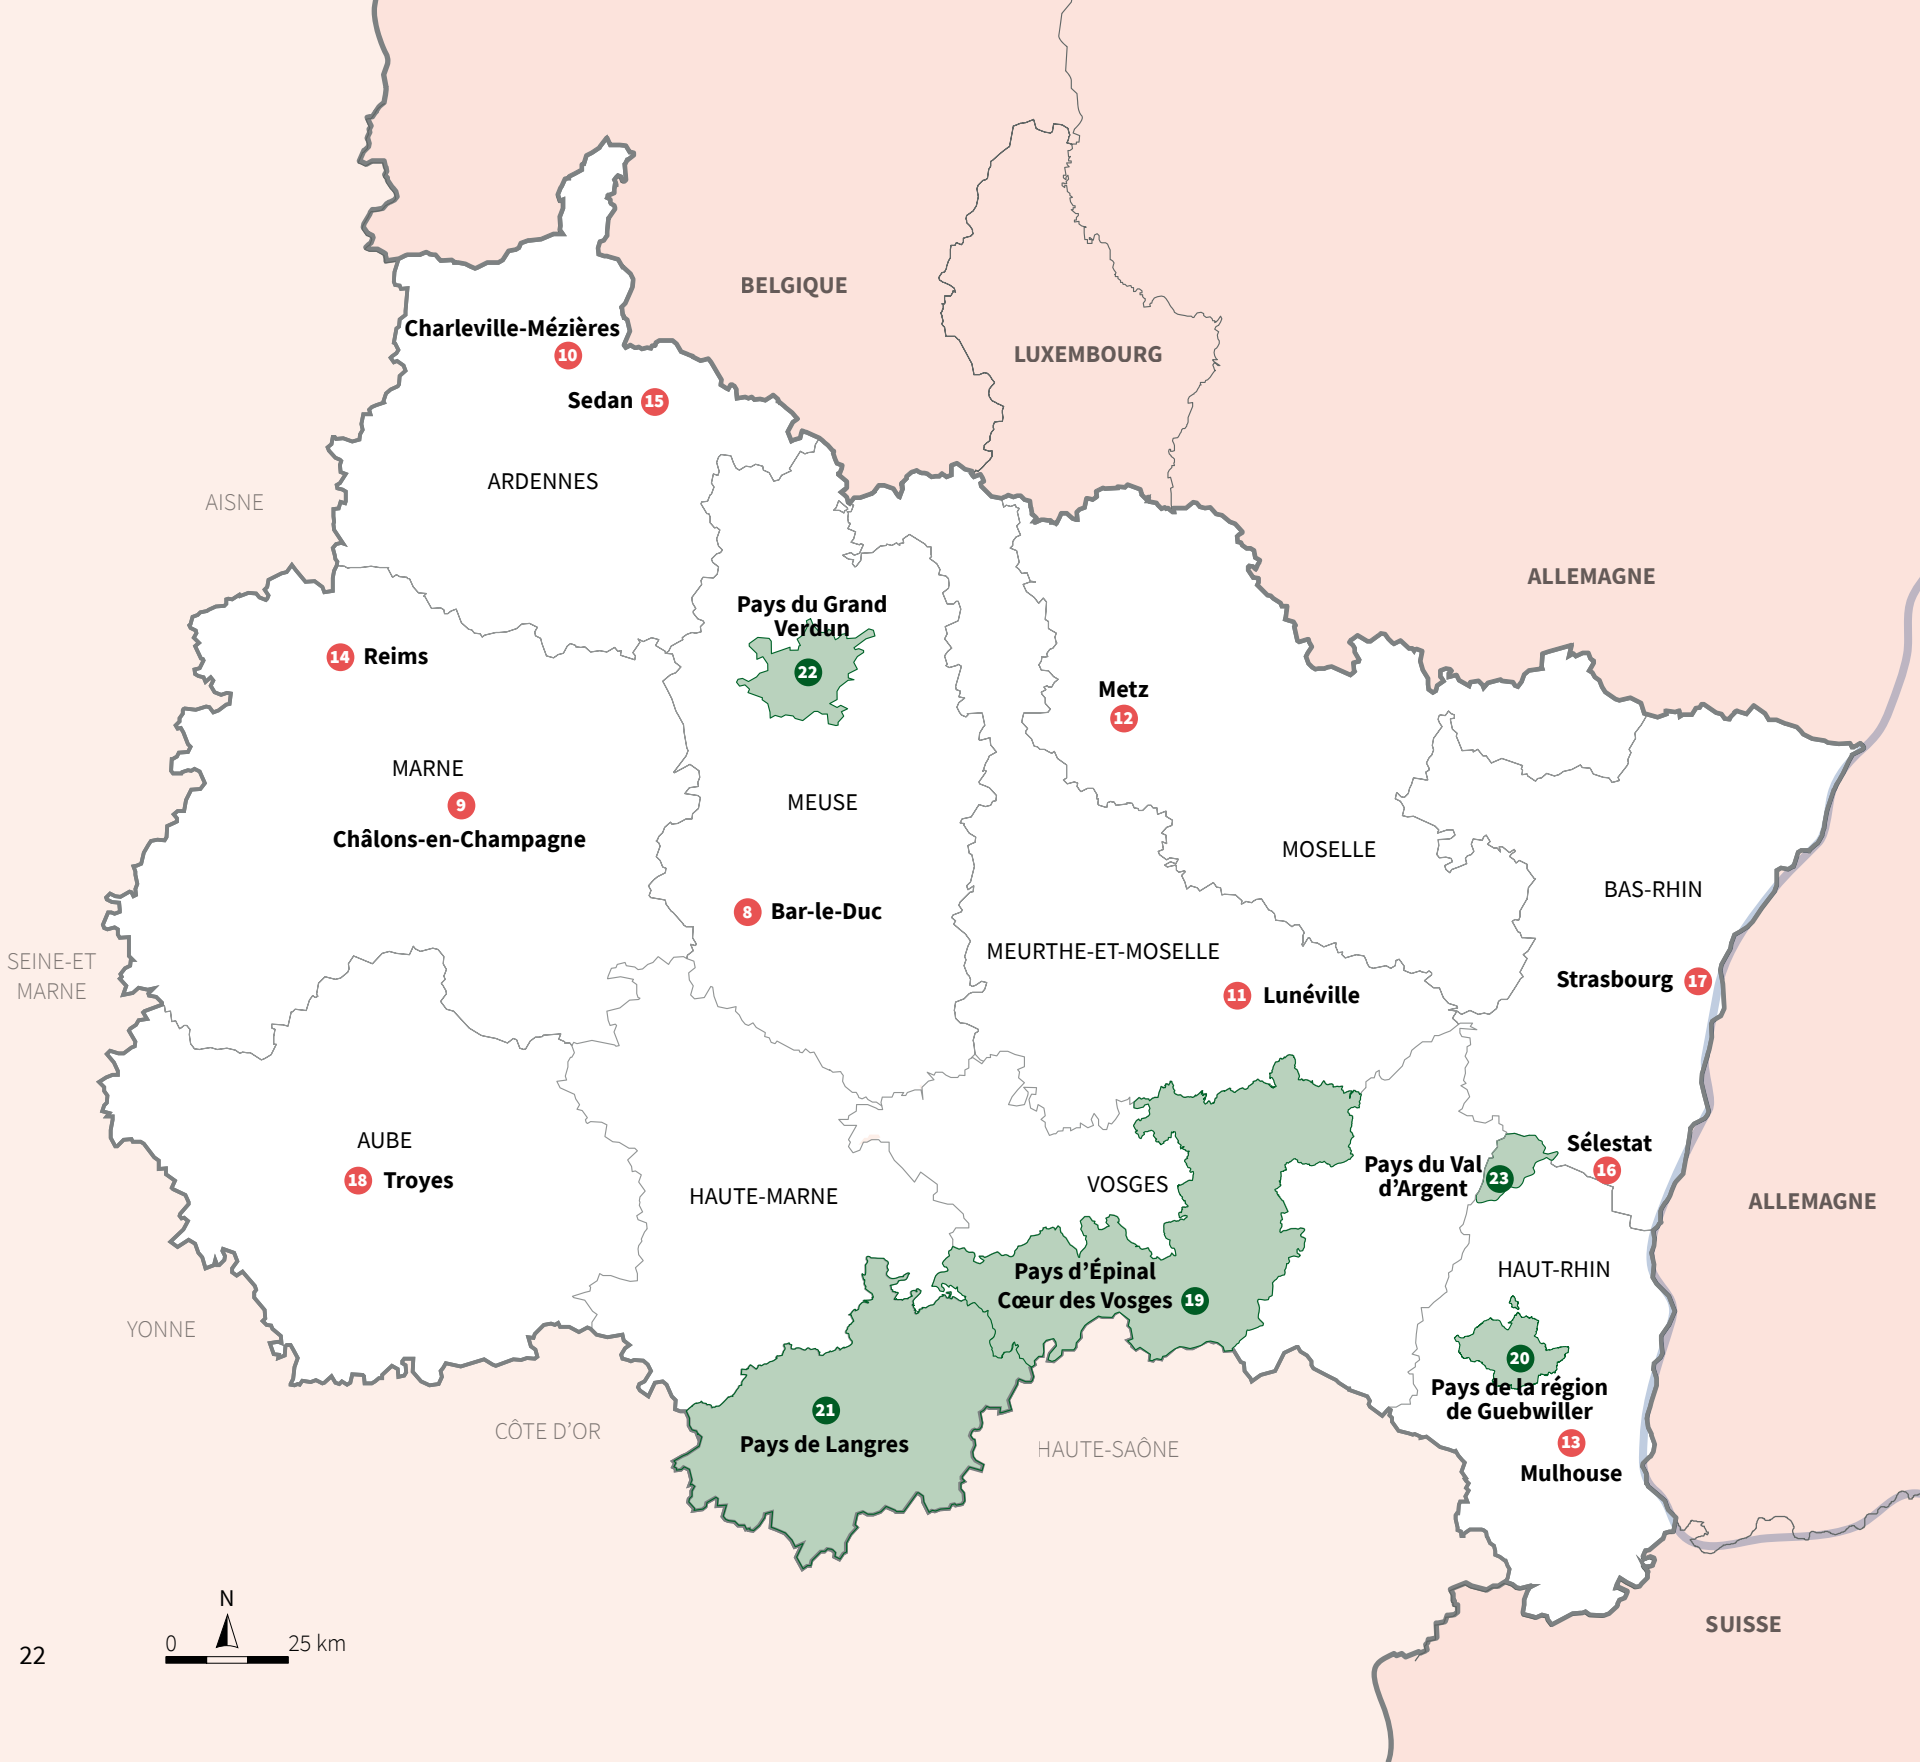 BELGIQUE
Charleville-Mézières
10
LUXEMBOURG
Sedan 15
ARDENNES
AISNE
ALLEMAGNE
Pays du Grand
Verdun
22
14 Reims
Metz
12
MARNE
9
Châlons-en-Champagne
MEUSE
MOSELLE
BAS-RHIN
8 Bar-le-Duc
MEURTHE-ET-MOSELLE
SEINE-ET
MARNE
Strasbourg 17
11 Lunéville
AUBE
18 Troyes
Sélestat
16
Pays du Val
d’Argent
23
VOSGES
HAUTE-MARNE
ALLEMAGNE
HAUT-RHIN
Pays d’Épinal
Cœur des Vosges 19
YONNE
20
Pays de la région
de Guebwiller
21
Pays de Langres
CÔTE D’OR
HAUTE-SAÔNE
13
Mulhouse
N
0 25 km
SUISSE
22